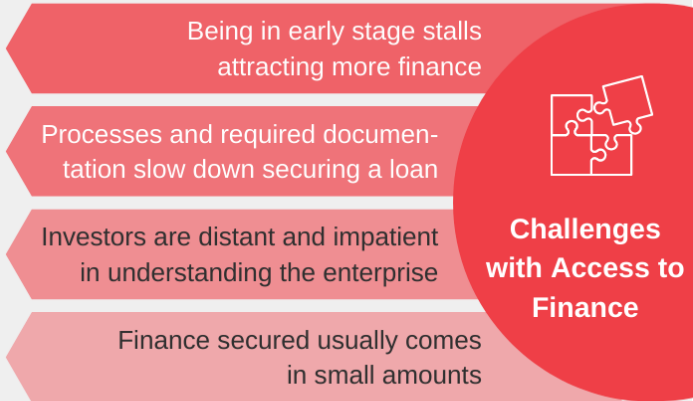 Being in early stage stalls
attracting more finance
Processes and required documen-
tation slow down securing a loan
Investors are distant and impatient
in understanding the enterprise
Finance secured usually comes
in small amounts
Challenges
with Access to
Finance